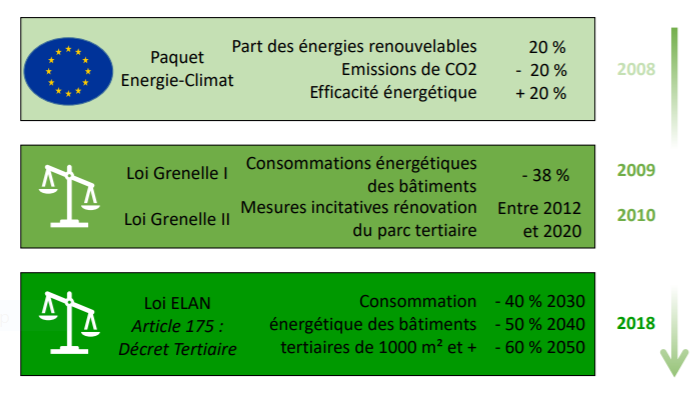 Paquet
Energie-Climat
Part des énergies renouvelables 20 %
Emissions de CO2 - 20 %
Efficacité énergétique + 20 %
2008
Loi Grenelle I
Consommations énergétiques
des bâtiments
- 38 %
2009
Loi Grenelle II
Mesures incitatives rénovation
du parc tertiaire
Entre 2012
et 2020
2010
Loi ELAN
Article 175 :
Décret Tertiaire
Consommation
énergétique des bâtiments
tertiaires de 1000 m² et +
- 40 % 2030
- 50 % 2040
- 60 % 2050
2018